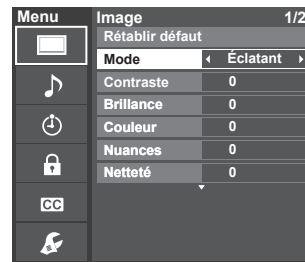 Menu
Image 1/2
Rétablir défaut
Mode Éclatant
Contraste 0
Brillance 0
Couleur 0
Nuances 0
Netteté 0
CC